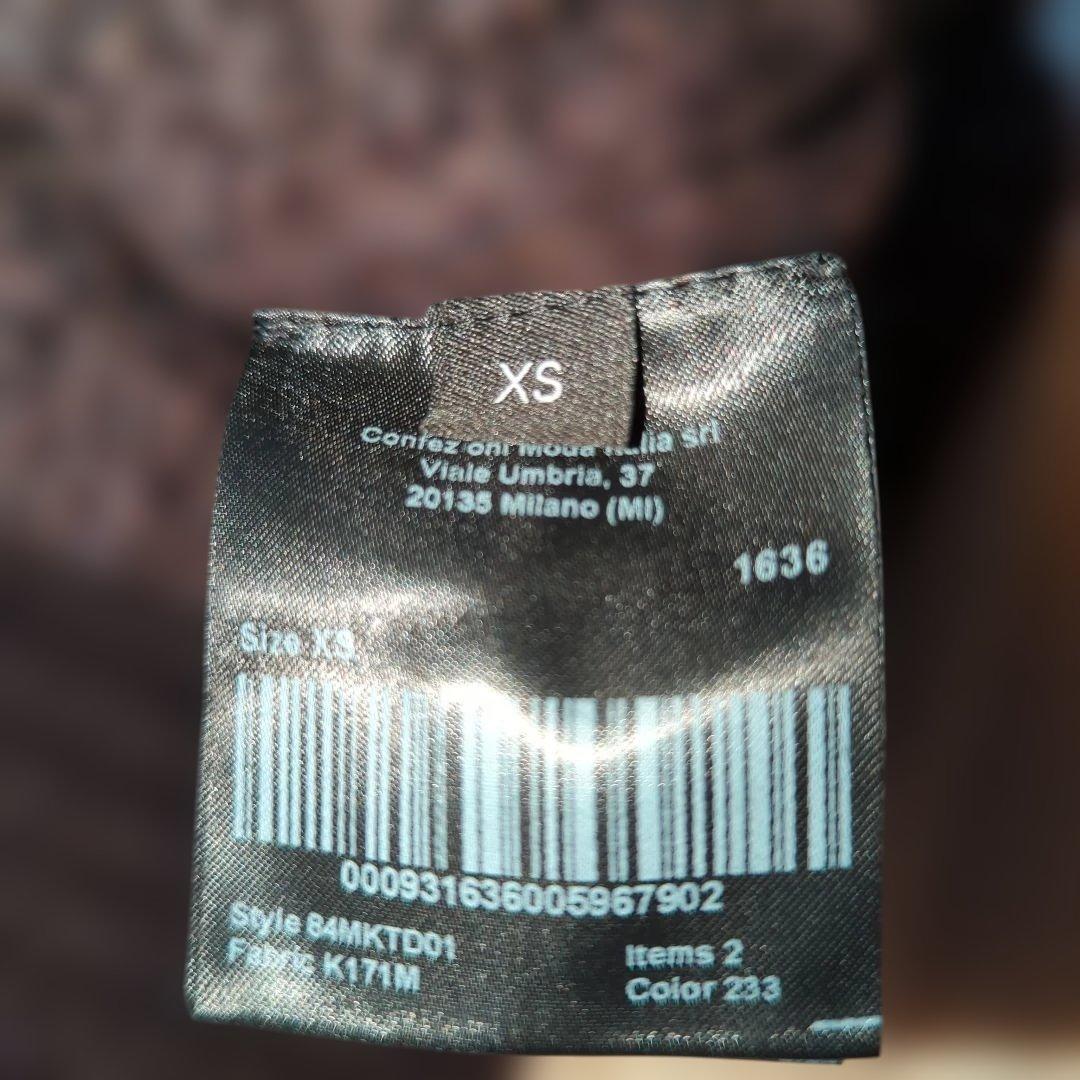 XS
Confez oni Moda Italia srl
Viale Umbria, 37
20135 Milano (MI)
1636
Size XS
000931636005967902
Style 84MKTD01
Fabric K171M
Items 2
Color 233